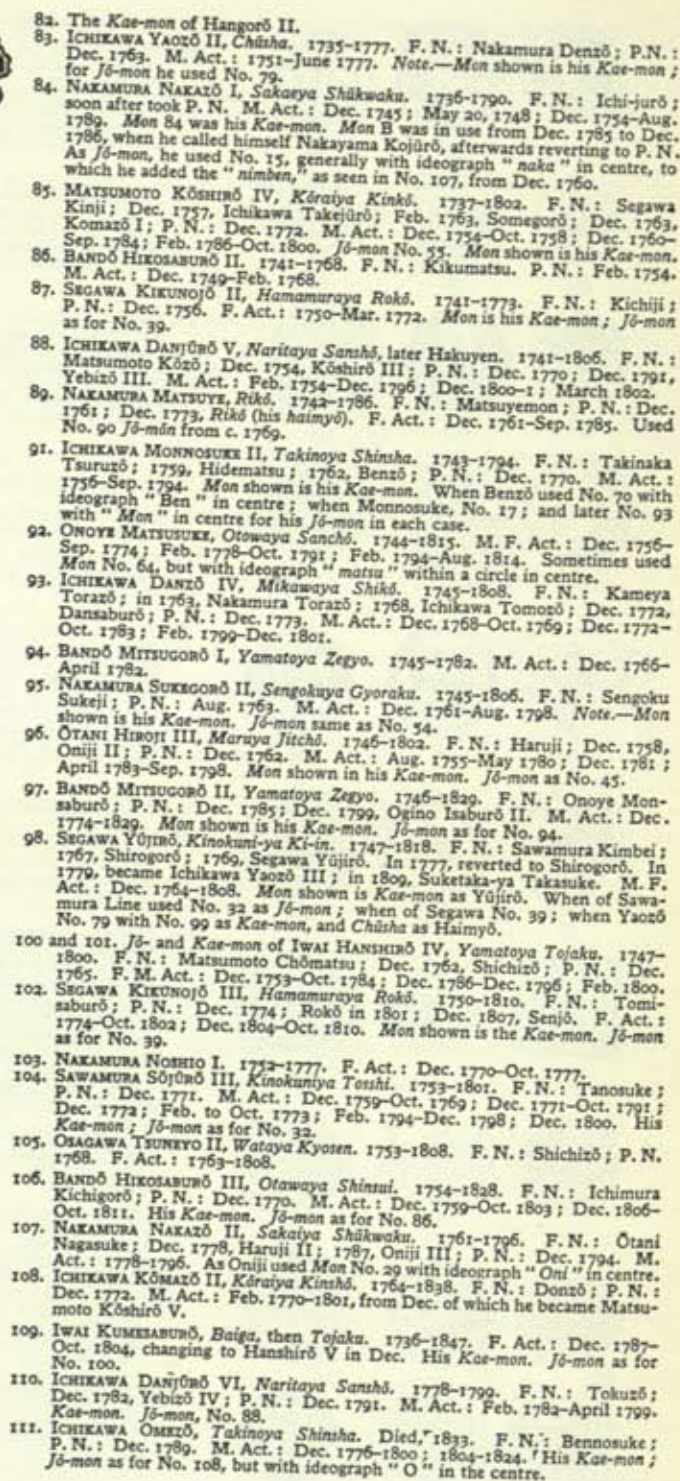 82. The Kae-mon of Hangorō II.
83. ICHIKAWA YAOZŌ II, Chūsha. 1735-1777. F. N.: Nakamura Denzō; P.N.:
Dec. 1763. M. Act.: 1751-June 1777. Note.—Mon shown is his Kae-mon;
for Jō-mon he used No. 79.
84. NAKAMURA NAKAZŌ I, Sakaeya Shūkwaku. 1736-1790. F. N.: Ichi-jurō;
soon after took P. N. M. Act.: Dec. 1745; May 20, 1748; Dec. 1754-Aug.
1789. Mon 84 was his Kae-mon. Mon B was in use from Dec. 1785 to Dec.
1786, when he called himself Nakayama Kojūrō, afterwards reverting to P. N.
As Jō-mon, he used No. 15, generally with ideograph "naka" in centre, to
which he added the "nimben," as seen in No. 107, from Dec. 1760.
85. MATSUMOTO KŌSHIRŌ IV, Kōraiya Kinkō. 1737-1802. F. N.: Segawa
Kinji; Dec. 1757, Ichikawa Takejūrō; Feb. 1763, Somegorō; Dec. 1763,
Komazō I; P. N.: Dec. 1772. M. Act.: Dec. 1754-Oct. 1758; Dec. 1760-
Sep. 1784; Feb. 1786-Oct. 1800. Jō-mon No. 55. Mon shown is his Kae-mon.
86. BANDŌ HIKOSABURŌ II. 1741-1768. F. N.: Kikumatsu. P. N.: Feb. 1754.
M. Act.: Dec. 1749-Feb. 1768.
87. SEGAWA KIKUNOJŌ II, Hamamuraya Rokō. 1741-1773. F. N.: Kichiji;
P. N.: Dec. 1756. F. Act.: 1750-Mar. 1772. Mon is his Kae-mon; Jō-mon
as for No. 39.
88. ICHIKAWA DANJŪRŌ V, Naritaya Sanshō, later Hakuyen. 1741-1806. F. N.:
Matsumoto Kōzō; Dec. 1754, Kōshirō III; P. N.: Dec. 1770; Dec. 1791,
Yebizō III. M. Act.: Feb. 1754-Dec. 1796; Dec. 1800-1; March 1802.
89. NAKAMURA MATSUYE, Rikō. 1742-1786. F. N.: Matsuyemon; P. N.: Dec.
1761; Dec. 1773, Rikō (his haimyō). F. Act.: Dec. 1761-Sep. 1785. Used
No. 90 Jō-mōn from c. 1769.
91. ICHIKAWA MONNOSUKE II, Takinoya Shinsha. 1743-1794. F. N.: Takinaka
Tsuruzō; 1759, Hidematsu; 1762, Benzō; P. N.: Dec. 1770. M. Act.:
1756-Sep. 1794. Mon shown is his Kae-mon. When Benzō used No. 70 with
ideograph "Ben" in centre; when Monnosuke, No. 17; and later No. 93
with "Mon" in centre for his Jō-mon in each case.
92. ONOYE MATSUSUKE, Otowaya Sanchō. 1744-1815. M. F. Act.: Dec. 1756-
Sep. 1774; Feb. 1778-Oct. 1791; Feb. 1794-Aug. 1814. Sometimes used
Mon No. 64, but with ideograph "matsu" within a circle in centre.
93. ICHIKAWA DANZŌ IV, Mikawaya Shikō. 1745-1808. F. N.: Kameya
Torazō; in 1763, Nakamura Torazō; 1768, Ichikawa Tomozō; Dec. 1772,
Dansaburō; P. N.: Dec. 1773. M. Act.: Dec. 1768-Oct. 1769; Dec. 1772-
Oct. 1783; Feb. 1799-Dec. 1801.
94. BANDŌ MITSUGORŌ I, Yamatoya Zegyo. 1745-1782. M. Act.: Dec. 1766-
April 1782.
95. NAKAMURA SUKEGORŌ II, Sengokuya Gyoraku. 1745-1806. F. N.: Sengoku
Sukeji; P. N.: Aug. 1763. M. Act.: Dec. 1761-Aug. 1798. Note.—Mon
shown is his Kae-mon. Jō-mon same as No. 54.
96. ŌTANI HIROJI III, Maruya Jitchō. 1746-1802. F. N.: Haruji; Dec. 1758,
Oniji II; P. N.: Dec. 1762. M. Act.: Aug. 1755-May 1780; Dec. 1781;
April 1783-Sep. 1798. Mon shown in his Kae-mon. Jō-mon as No. 45.
97. BANDŌ MITSUGORŌ II, Yamatoya Zegyo. 1746-1829. F. N.: Onoye Mon-
saburō; P. N.: Dec. 1785; Dec. 1799, Ogino Isaburō II. M. Act.: Dec.
1774-1829. Mon shown is his Kae-mon. Jō-mon as for No. 94.
98. SEGAWA YŪJIRŌ, Kinokuni-ya Ki-in. 1747-1818. F. N.: Sawamura Kimbei;
1767, Shirogorō; 1769, Segawa Yūjirō. In 1777, reverted to Shirogorō. In
1779, became Ichikawa Yaozō III; in 1809, Suketaka-ya Takasuke. M. F.
Act.: Dec. 1764-1808. Mon shown is Kae-mon as Yūjirō. When of Sawa-
mura Line used No. 32 as Jō-mon; when of Segawa No. 39; when Yaozō
No. 79 with No. 99 as Kae-mon, and Chūsha as Haimyō.
100 and 101. Jō- and Kae-mon of IWAI HANSHIRŌ IV, Yamatoya Tojaku. 1747-
1800. F. N.: Matsumoto Chōmatsu; Dec. 1762, Shichizō; P. N.: Dec.
1765. F. M. Act.: Dec. 1753-Oct. 1784; Dec. 1786-Dec. 1796; Feb. 1800.
102. SEGAWA KIKUNOJŌ III, Hamamuraya Rokō. 1750-1810. F. N.: Tomi-
saburō; P. N.: Dec. 1774; Rokō in 1801; Dec. 1807, Senjō. F. Act.:
1774-Oct. 1802; Dec. 1804-Oct. 1810. Mon shown is the Kae-mon. Jō-mon
as for No. 39.
103. NAKAMURA NOSHIO I. 1752-1777. F. Act.: Dec. 1770-Oct. 1777.
104. SAWAMURA SŌJŪRŌ III, Kinokuniya Tosshi. 1753-1801. F. N.: Tanosuke;
P. N.: Dec. 1771. M. Act.: Dec. 1759-Oct. 1769; Dec. 1771-Oct. 1791;
Dec. 1772; Feb. to Oct. 1773; Feb. 1794-Dec. 1798; Dec. 1800. His
Kae-mon; Jō-mon as for No. 32.
105. OSAGAWA TSUNEYO II, Wataya Kyosen. 1753-1808. F. N.: Shichizō; P. N.
1768. F. Act.: 1763-1808.
106. BANDŌ HIKOSABURŌ III, Otawaya Shinsui. 1754-1828. F. N.: Ichimura
Kichigorō; P. N.: Dec. 1770. M. Act.: Dec. 1759-Oct. 1803; Dec. 1806-
Oct. 1811. His Kae-mon. Jō-mon as for No. 86.
107. NAKAMURA NAKAZŌ II, Sakaiya Shūkwaku. 1761-1796. F. N.: Ōtani
Nagasuke; Dec. 1778, Haruji II; 1787, Oniji III; P. N.: Dec. 1794. M.
Act.: 1778-1796. As Oniji used Mon No. 29 with ideograph "Oni" in centre.
108. ICHIKAWA KŌMAZŌ II, Kōraiya Kinshō. 1764-1838. F. N.: Donzō; P. N.:
Dec. 1772. M. Act.: Feb. 1770-1801, from Dec. of which he became Matsu-
moto Kōshirō V.
109. IWAI KUMESABURŌ, Baiga, then Tojaku. 1736-1847. F. Act.: Dec. 1787-
Oct. 1804, changing to Hanshirō V in Dec. His Kae-mon. Jō-mon as for
No. 100.
110. ICHIKAWA DANJŪRŌ VI, Naritaya Sanshō. 1778-1799. F. N.: Tokuzō;
Dec. 1782, Yebizō IV; P. N.: Dec. 1791. M. Act.: Feb. 1782-April 1799.
Kae-mon. Jō-mon, No. 88.
111. ICHIKAWA OMEZŌ, Takinoya Shinsha. Died, 1833. F. N.: Bennosuke;
P. N.: Dec. 1789. M. Act.: Dec. 1776-1800; 1804-1824. His Kae-mon;
Jō-mon as for No. 108, but with ideograph "O" in the centre.